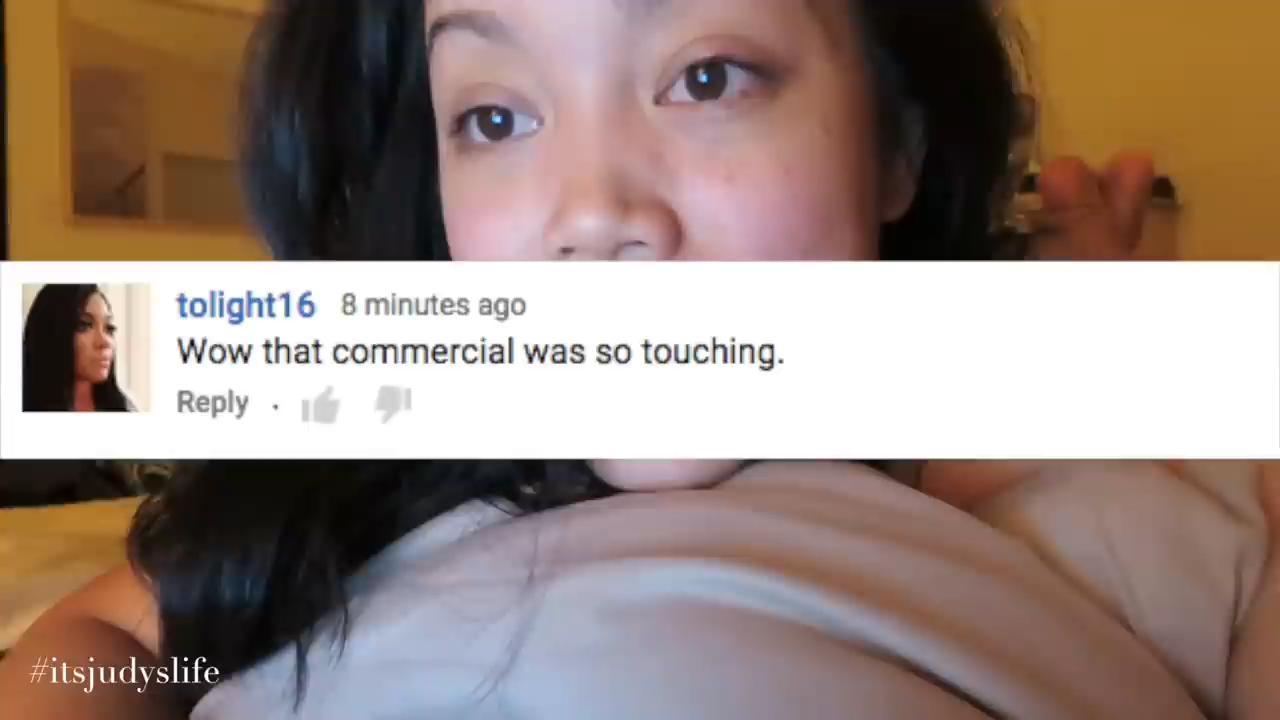 tolight16 8 minutes ago
Wow that commercial was so touching.
Reply ·
#itsjudyslife